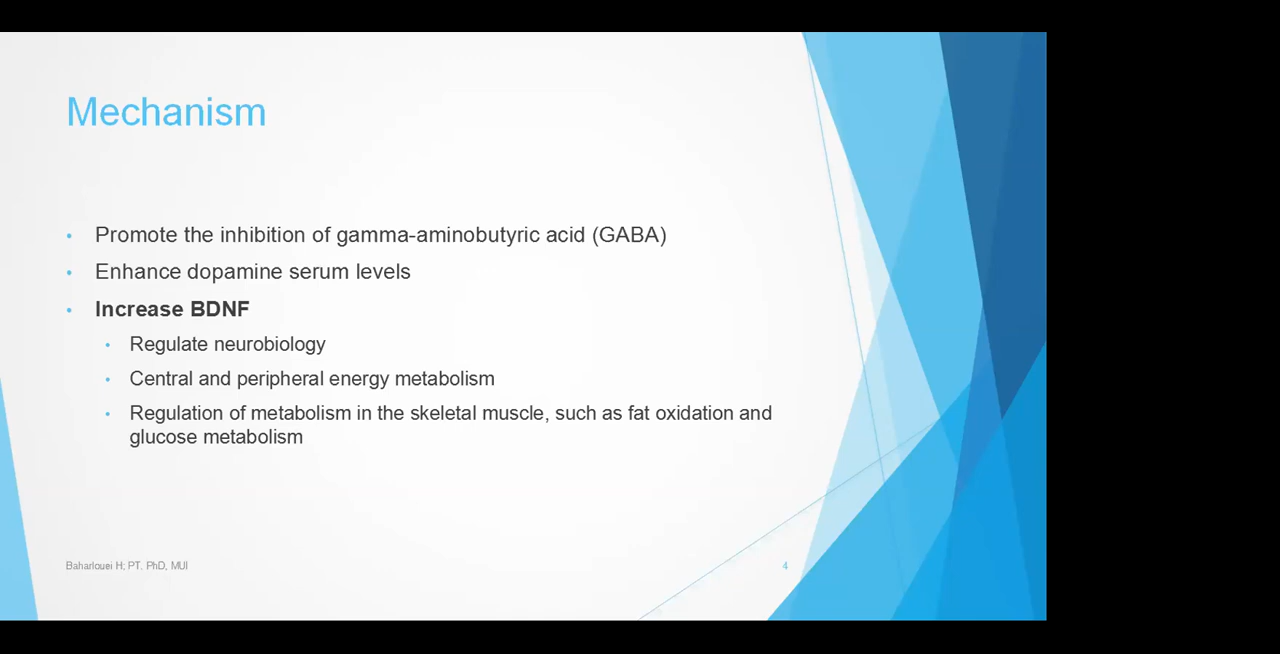 Mechanism
• Promote the inhibition of gamma-aminobutyric acid (GABA)
• Enhance dopamine serum levels
• Increase BDNF
• Regulate neurobiology
• Central and peripheral energy metabolism
• Regulation of metabolism in the skeletal muscle, such as fat oxidation and
glucose metabolism
Baharlouei H; PT. PhD, MUI
4